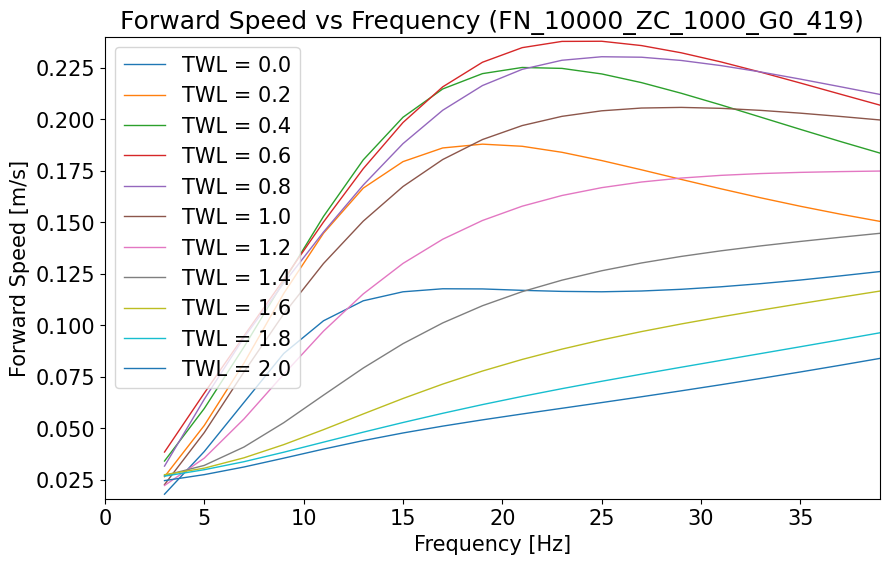 Forward Speed vs Frequency (FN_10000_ZC_1000_G0_419)
Forward Speed [m/s]
0.225
0.200
0.175
0.150
0.125
0.100
0.075
0.050
0.025
TWL = 0.0
TWL = 0.2
TWL = 0.4
TWL = 0.6
TWL = 0.8
TWL = 1.0
TWL = 1.2
TWL = 1.4
TWL = 1.6
TWL = 1.8
TWL = 2.0
0 5 10 15 20 25 30 35
Frequency [Hz]